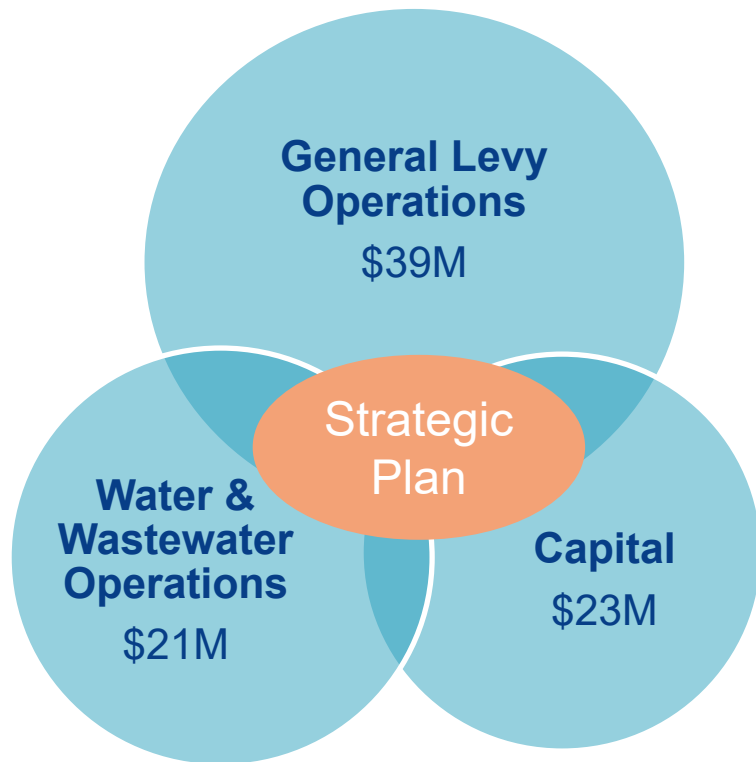 General Levy
Operations
$39M
Strategic
Plan
Water &
Wastewater
Operations
$21M
Capital
$23M